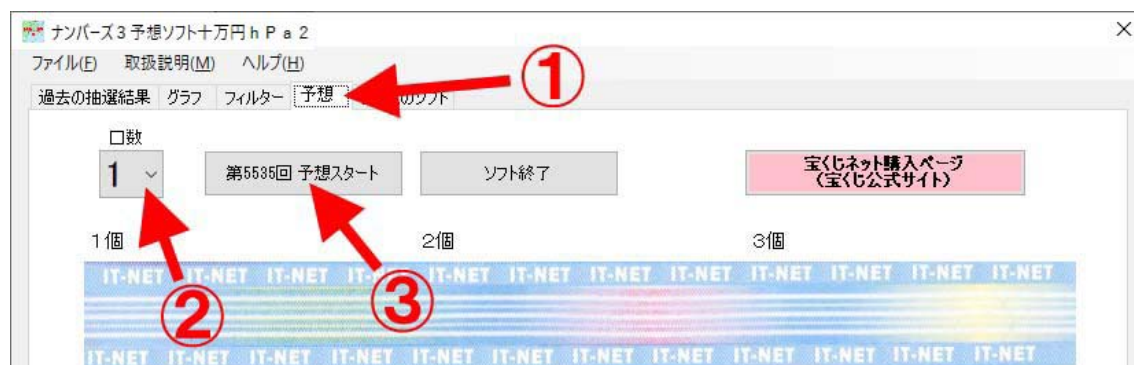 ナンバーズ3予想ソフト十万円hPa2
ファイル(F) 取扱説明(M) ヘルプ(H)
①
過去の抽選結果 グラフ フィルター 予想 のソフト
口数
1 第5535回 予想スタート ソフト終了 宝くじネット購入ページ
(宝くじ公式サイト)
1個 2個 3個
IT-NET IT-NET IT-NET IT-NET IT-NET IT-NET IT-NET IT-NET IT-NET IT-NET IT-NET IT-NET
② ③
IT-NET IT-NET IT-NET IT-NET IT-NET IT-NET IT-NET IT-NET IT-NET IT-NET IT-NET IT-NET